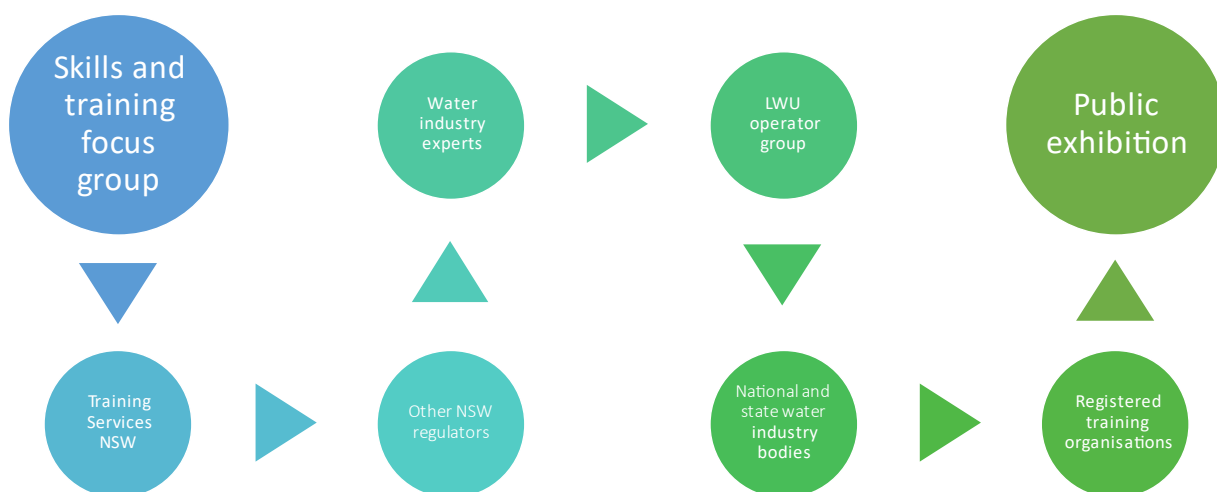 Skills and
training
focus
group
Training
Services
NSW
Other NSW
regulators
Water
industry
experts
LWU
operator
group
National and
state water
industry
bodies
Registered
training
organisations
Public
exhibition